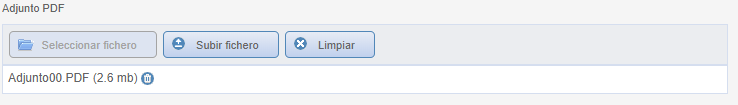 Adjunto PDF
Seleccionar fichero Subir fichero Limpiar
Adjunto00.PDF (2.6 mb)